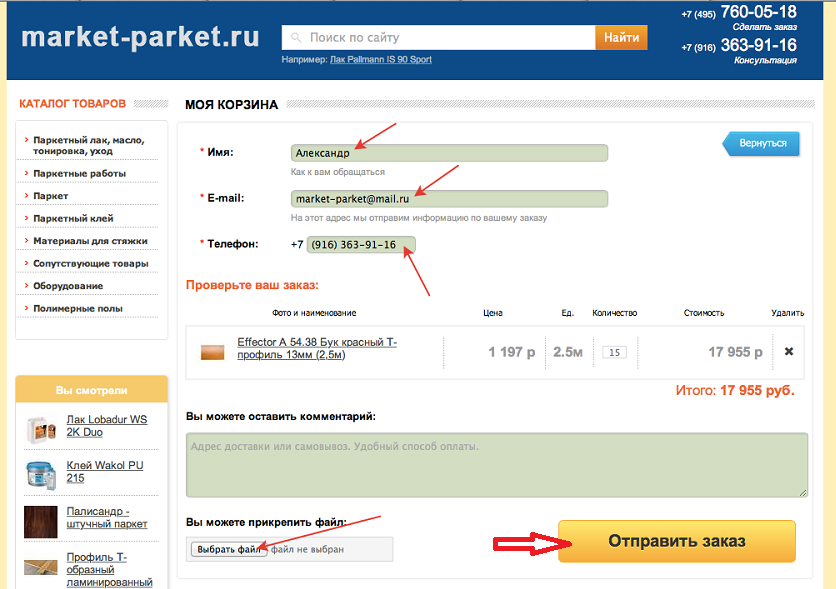 market-parket.ru
Поиск по сайту
Найти
Например: Лак Pallmann IS 90 Sport
+7 (495) 760-05-18
Сделать заказ
+7 (916) 363-91-16
Консультация
КАТАЛОГ ТОВАРОВ
Паркетный лак, масло,
тонировка, уход
Паркетные работы
Паркет
Паркетный клей
Материалы для стяжки
Сопутствующие товары
Оборудование
Полимерные полы
Вы смотрели
Лак Lobadur WS
2K Duo
Клей Wakol PU
215
Палисандр -
штучный паркет
Профиль Т-
образный
ламинированный
МОЯ КОРЗИНА
Вернуться
* Имя: Александр
Как к вам обращаться
* E-mail: market-parket@mail.ru
На этот адрес мы отправим информацию по вашему заказу
* Телефон: +7 (916) 363-91-16
Проверьте ваш заказ:
Фото и наименование Цена Ед. Количество Стоимость Удалить
Effector A 54.38 Бук красный Т-
профиль 13мм (2,5м) 1 197 р 2.5м 15 17 955 р ✖
Итого: 17 955 руб.
Вы можете оставить комментарий:
Адрес доставки или самовывоз. Удобный способ оплаты.
Вы можете прикрепить файл:
Выбрать файл файл не выбран
Отправить заказ